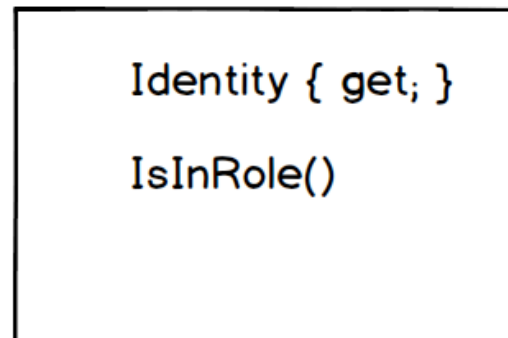 Identity { get; }
IsInRole()